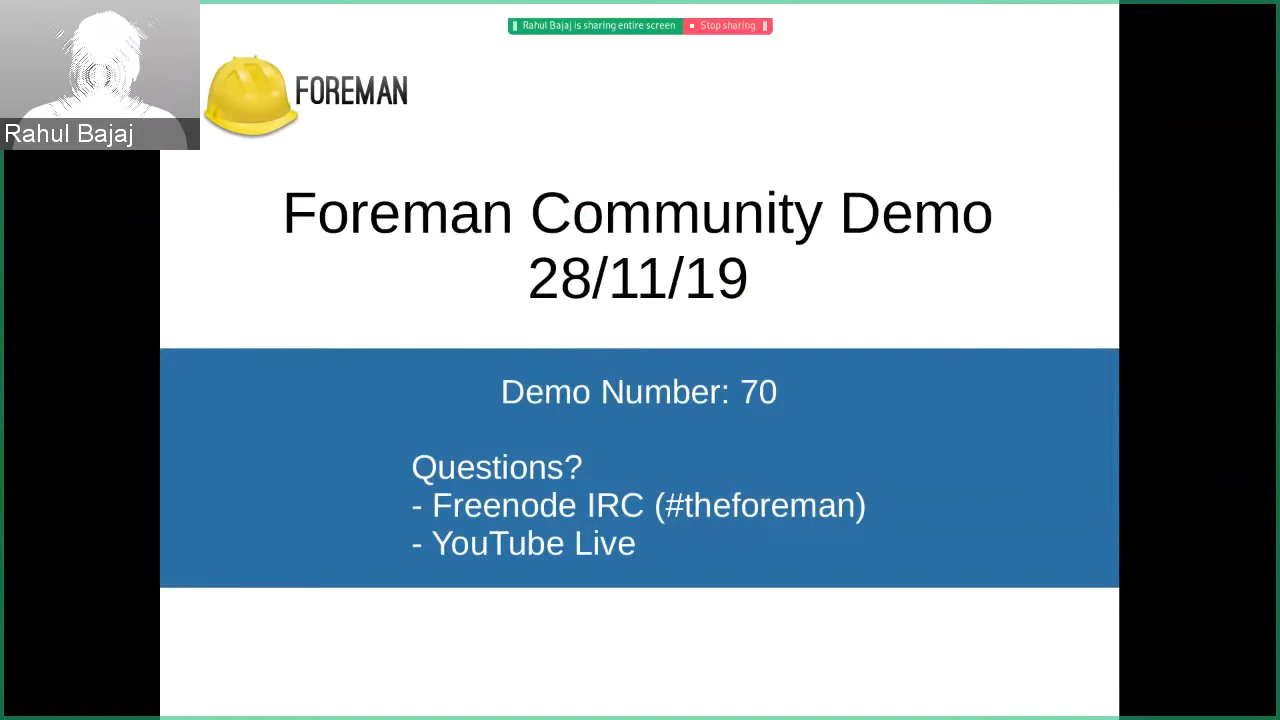 Rahul Bajaj is sharing entire screen Stop sharing
FOREMAN
Rahul Bajaj
Foreman Community Demo
28/11/19
Demo Number: 70
Questions?
- Freenode IRC (#theforeman)
- YouTube Live